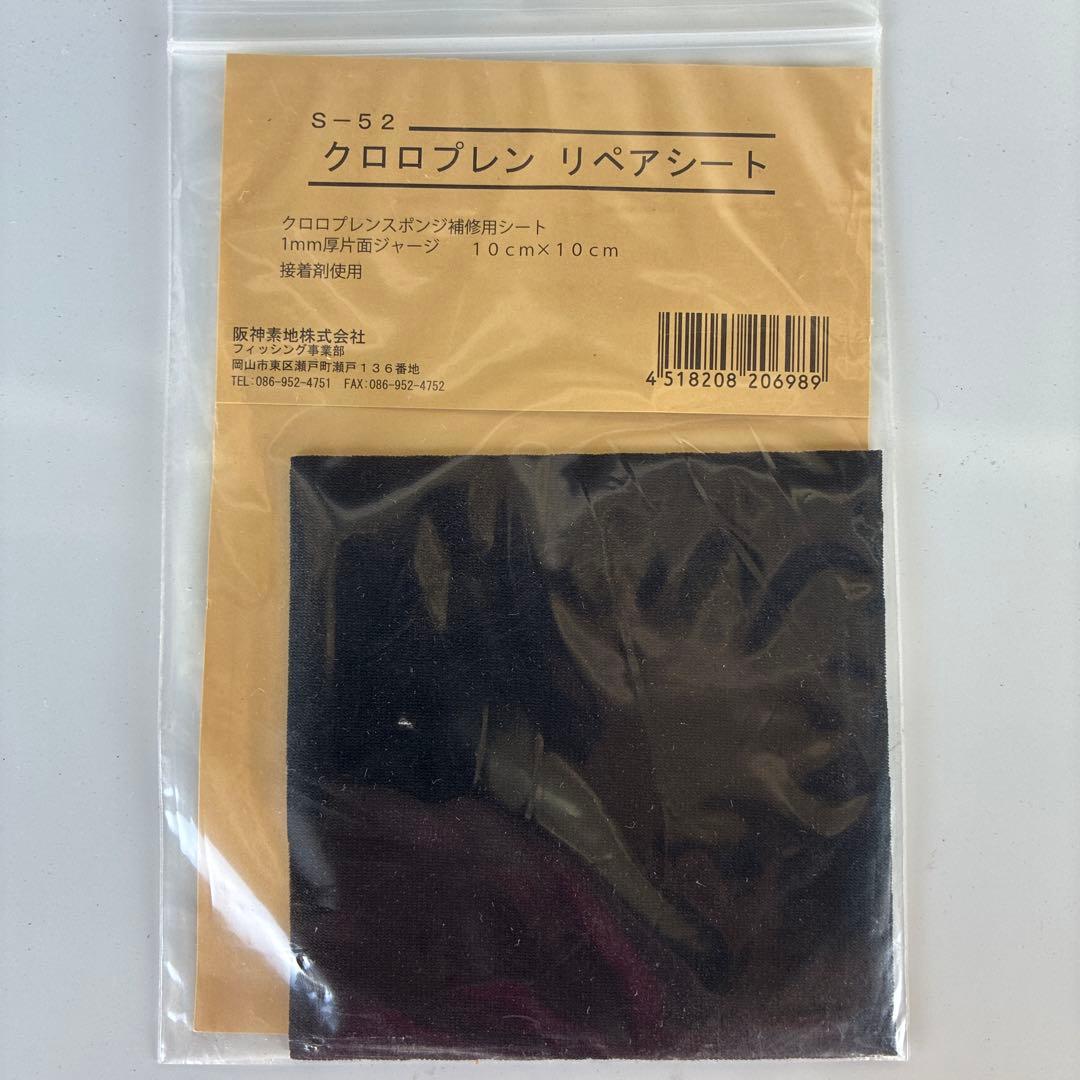 S－５２
クロロプレン リペアシート
クロロプレンスポンジ補修用シート
1mm厚片面ジャージ　１０ｃｍ×１０ｃｍ
接着剤使用
阪神素地株式会社
フィッシング事業部
岡山市東区瀬戸町瀬戸１３６番地
TEL:086-952-4751　FAX:086-952-4752
4 518208 206989